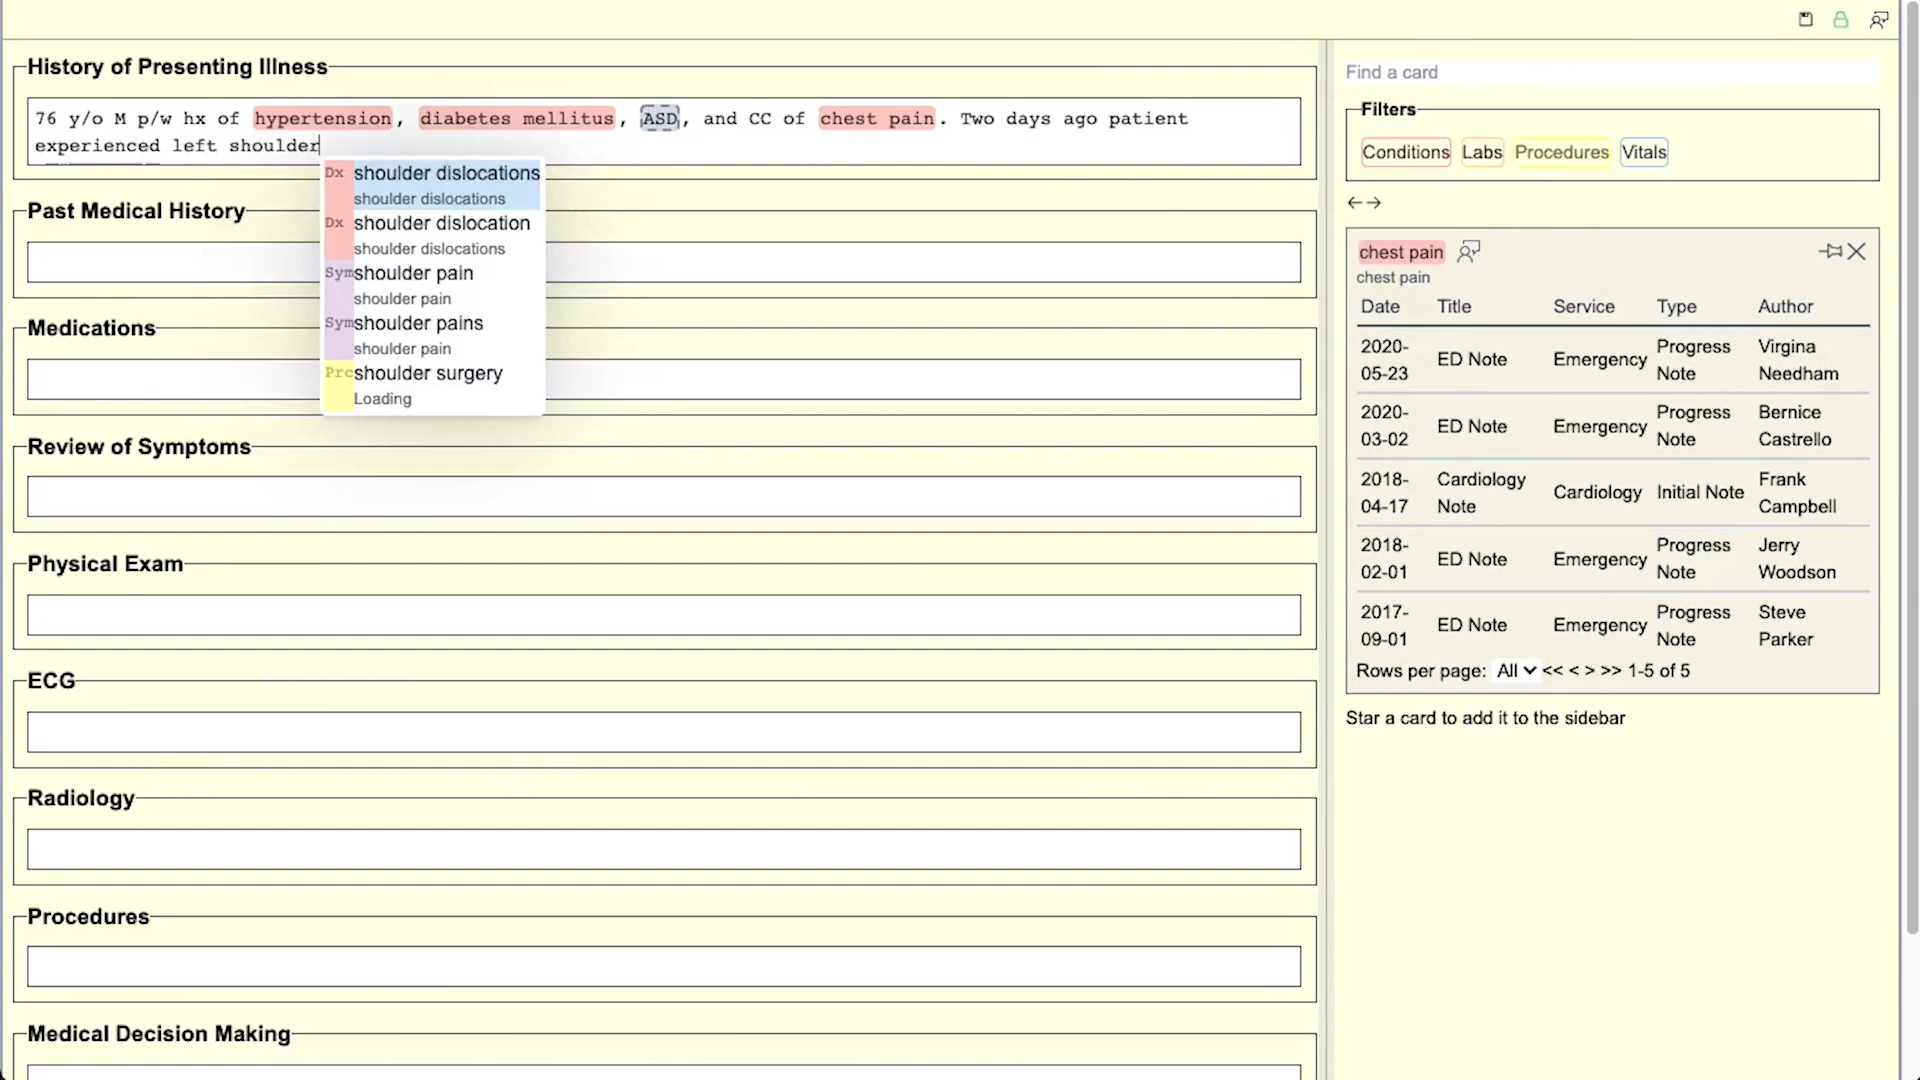 History of Presenting Illness
76 y/o M p/w hx of hypertension, diabetes mellitus, ASD, and CC of chest pain. Two days ago patient
experienced left shoulder
Dx shoulder dislocations
shoulder dislocations
Dx shoulder dislocation
shoulder dislocations
Sym shoulder pain
shoulder pain
Sym shoulder pains
shoulder pain
Prc shoulder surgery
Loading
Past Medical History
Medications
Review of Symptoms
Physical Exam
ECG
Radiology
Procedures
Medical Decision Making
Find a card
Filters
Conditions Labs Procedures Vitals
chest pain
chest pain
Date Title Service Type Author
2020-05-23 ED Note Emergency Progress Note Virgina Needham
2020-03-02 ED Note Emergency Progress Note Bernice Castrello
2018-04-17 Cardiology Note Cardiology Initial Note Frank Campbell
2018-02-01 ED Note Emergency Progress Note Jerry Woodson
2017-09-01 ED Note Emergency Progress Note Steve Parker
Rows per page: All << < > >> 1-5 of 5
Star a card to add it to the sidebar